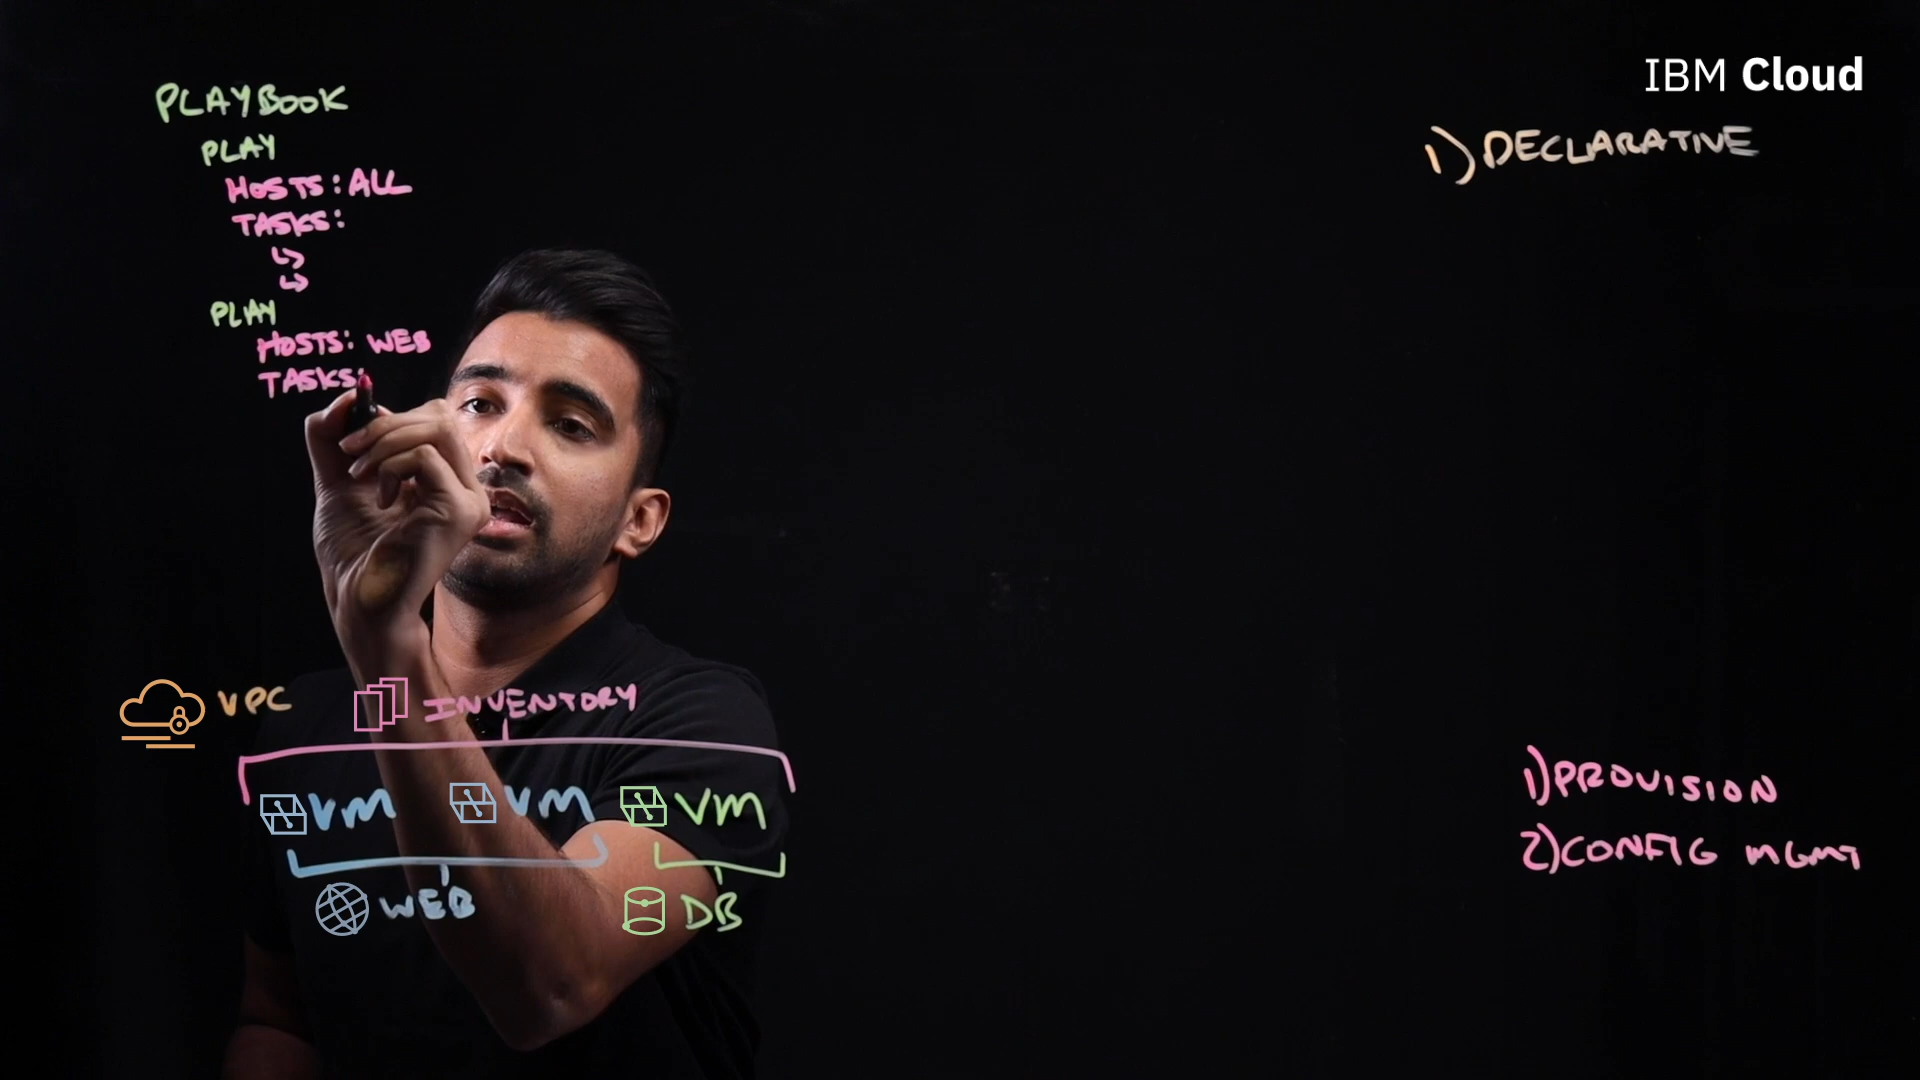 IBM Cloud
PLAYBOOK
PLAY
HOSTS: ALL
TASKS:
PLAY
HOSTS: WEB
TASKS:
1) DECLARATIVE
VPC
INVENTORY
VM VM VM
WEB DB
1) PROVISION
2) CONFIG MGMT